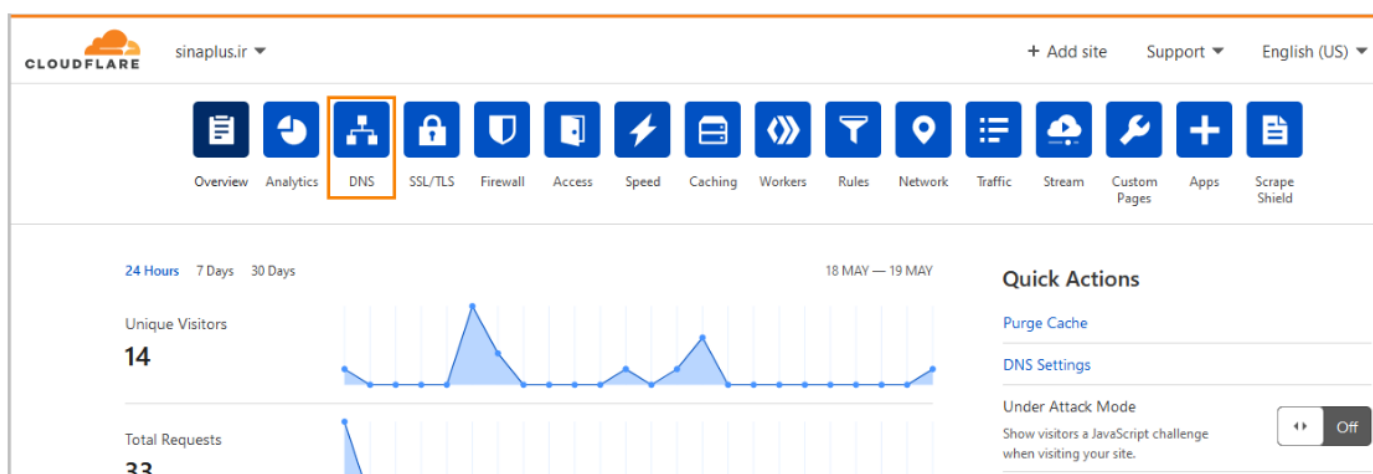 CLOUDFLARE
sinaplus.ir
+ Add site Support English (US)
Overview Analytics DNS SSL/TLS Firewall Access Speed Caching Workers Rules Network Traffic Stream Custom Pages Apps Scrape Shield
24 Hours 7 Days 30 Days
18 MAY — 19 MAY
Unique Visitors
14
Total Requests
33
Quick Actions
Purge Cache
DNS Settings
Under Attack Mode
Show visitors a JavaScript challenge
when visiting your site.
Off